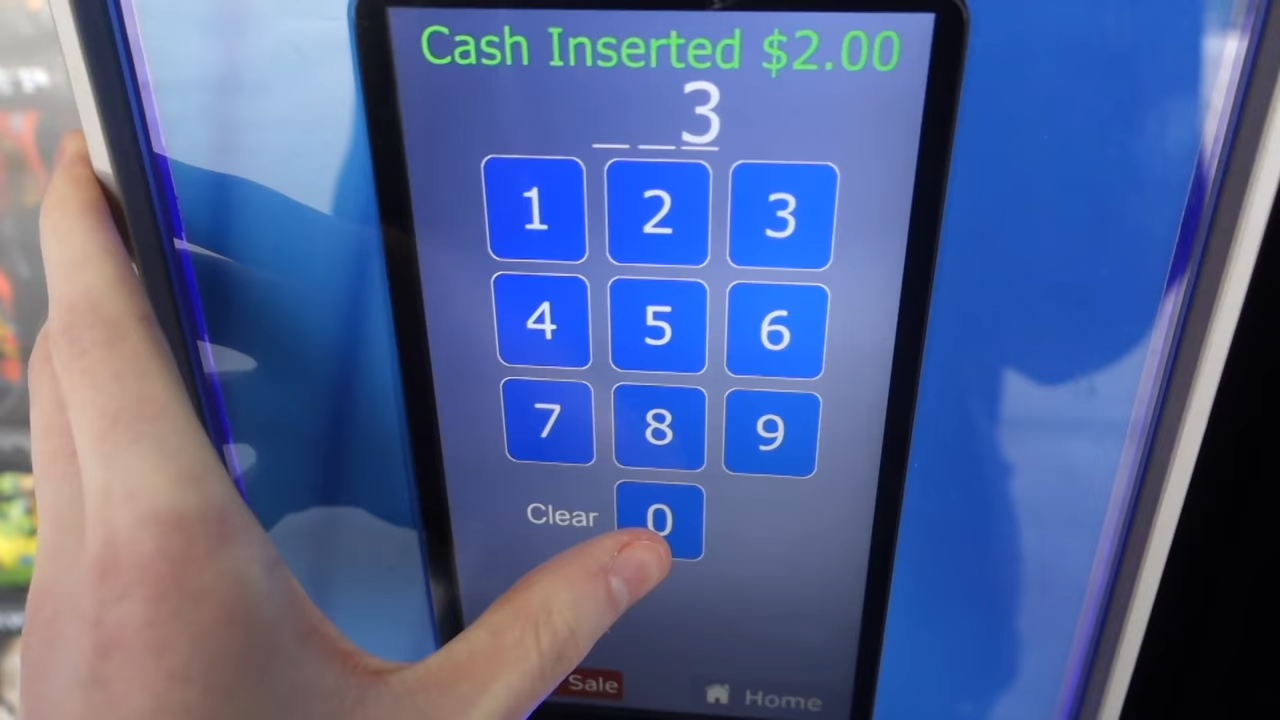 Cash Inserted $2.00
_ _ 3
1 2 3
4 5 6
7 8 9
Clear 0
Sale Home